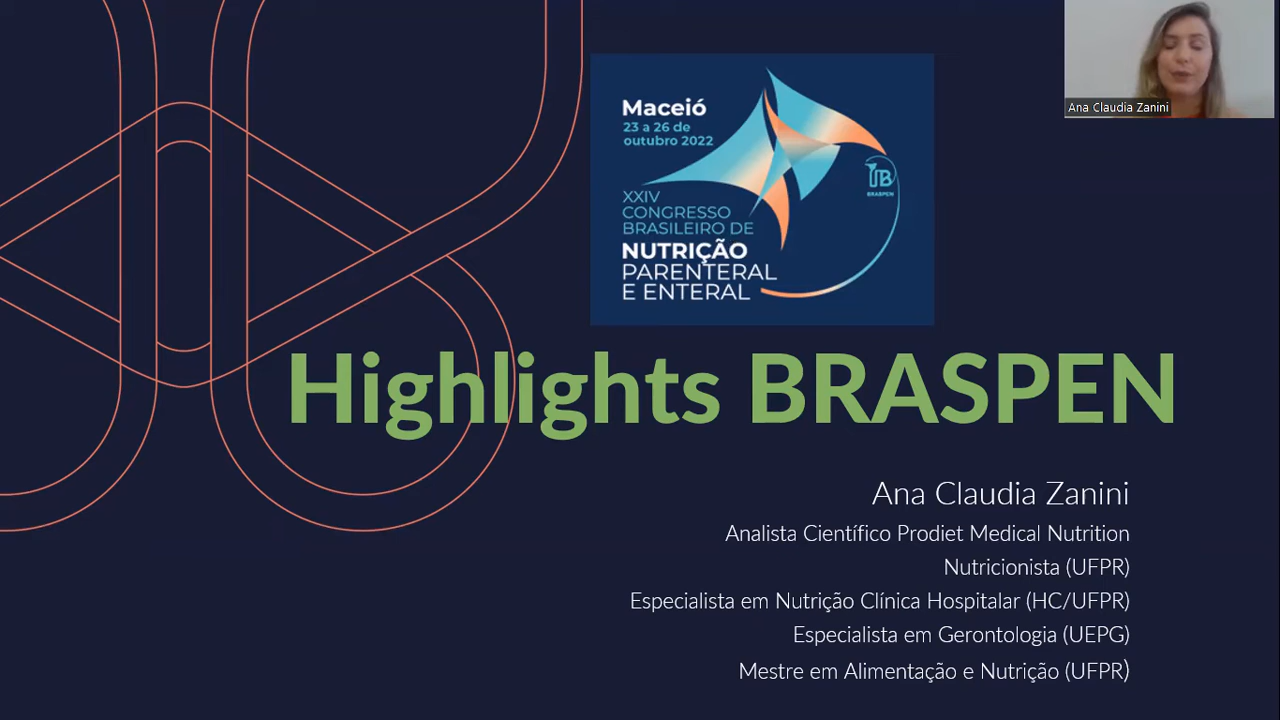 Maceió
23 a 26 de
outubro 2022
XXIV
CONGRESSO
BRASILEIRO DE
NUTRIÇÃO
PARENTERAL
E ENTERAL
BRASPEN
Ana Claudia Zanini
Highlights BRASPEN
Ana Claudia Zanini
Analista Científico Prodiet Medical Nutrition
Nutricionista (UFPR)
Especialista em Nutrição Clínica Hospitalar (HC/UFPR)
Especialista em Gerontologia (UEPG)
Mestre em Alimentação e Nutrição (UFPR)